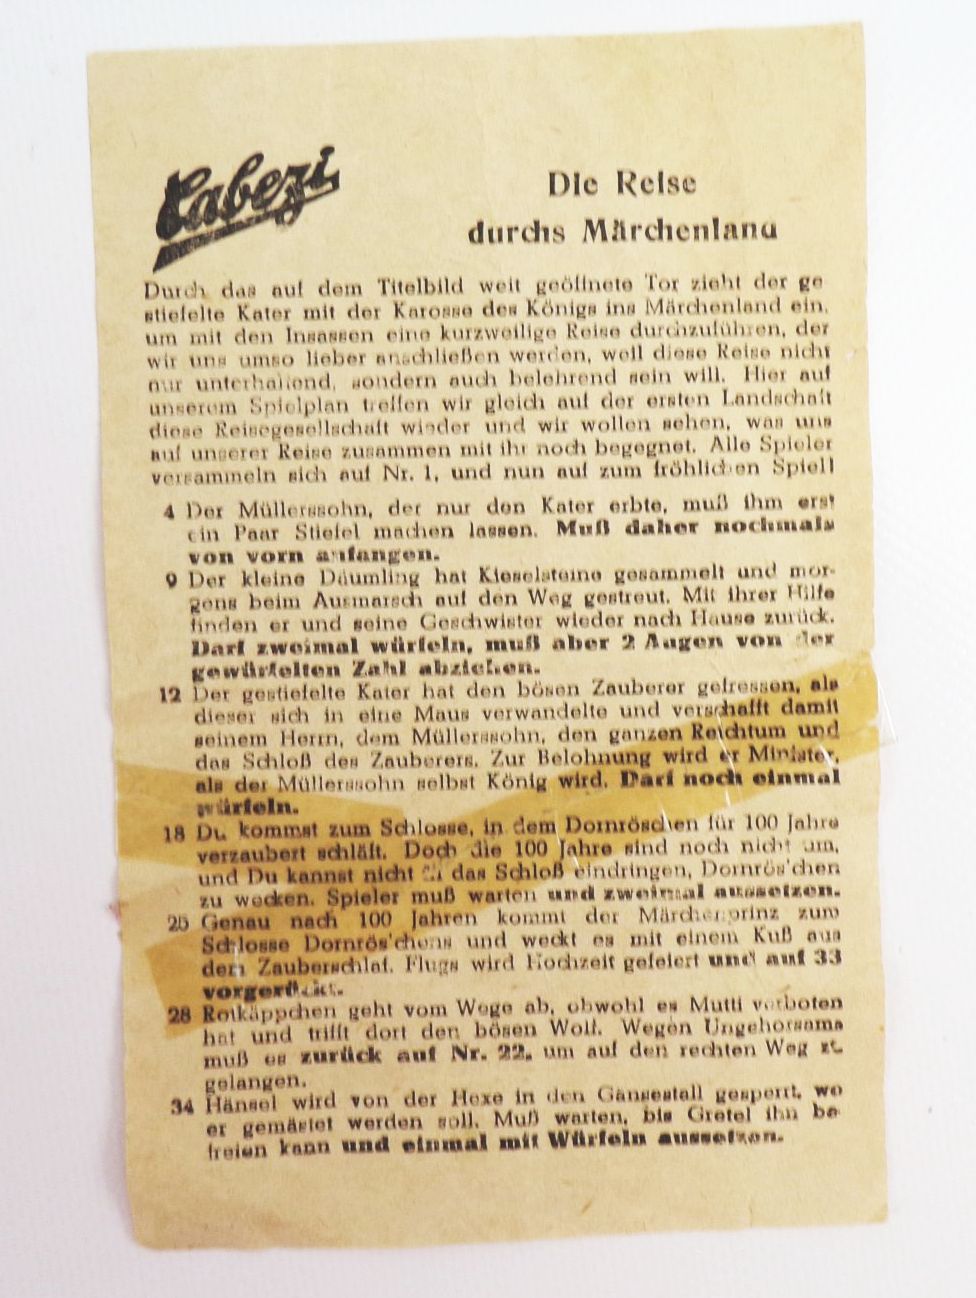 Cabezi
Die Reise
durchs Märchenland
Durch das auf dem Titelbild weit geöffnete Tor zieht der ge
stiefelte Kater mit der Karosse des Königs ins Märchenland ein,
um mit den Insassen eine kurzweilige Reise durchzuführen, der
wir uns umso lieber anschließen werden, weil diese Reise nicht
nur unterhaltend, sondern auch belehrend sein will. Hier auf
unserem Spielplan treffen wir gleich auf der ersten Landschaft
diese Reisegesellschaft wieder und wir wollen sehen, was uns
auf unserer Reise zusammen mit ihr noch begegnet. Alle Spieler
versammeln sich auf Nr. 1, und nun auf zum fröhlichen Spiel!
4 Der Müllerssohn, der nur den Kater erbte, muß ihm erst
ein Paar Stiefel machen lassen. Muß daher nochmals
von vorn anfangen.
9 Der kleine Däumling hat Kieselsteine gesammelt und mor-
gens beim Ausmarsch auf den Weg gestreut. Mit ihrer Hilfe
finden er und seine Geschwister wieder nach Hause zurück.
Darf zweimal würfeln, muß aber 2 Augen von der
gewürfelten Zahl abziehen.
12 Der gestiefelte Kater hat den bösen Zauberer gefressen, als
dieser sich in eine Maus verwandelte und verschafft damit
seinem Herrn, dem Müllerssohn, den ganzen Reichtum und
das Schloß des Zauberers. Zur Belohnung wird er Minister,
als der Müllerssohn selbst König wird. Darf noch einmal
würfeln.
18 Du kommst zum Schlosse, in dem Dornröschen für 100 Jahre
verzaubert schläft. Doch die 100 Jahre sind noch nicht um,
und Du kannst nicht in das Schloß eindringen, Dornrös'chen
zu wecken. Spieler muß warten und zweimal aussetzen.
25 Genau nach 100 Jahren kommt der Märchenprinz zum
Schlosse Dornrös'chens und weckt es mit einem Kuß aus
dem Zauberschlaf. Flugs wird Hochzeit gefeiert und auf 33
vorgerückt.
28 Rotkäppchen geht vom Wege ab, obwohl es Mutti verboten
hat und trifft dort den bösen Wolf. Wegen Ungehorsams
muß es zurück auf Nr. 22, um auf den rechten Weg zu
gelangen.
34 Hänsel wird von der Hexe in den Gänsestall gesperrt, wo
er gemästet werden soll. Muß warten, bis Gretel ihn be-
freien kann und einmal mit Würfeln aussetzen.